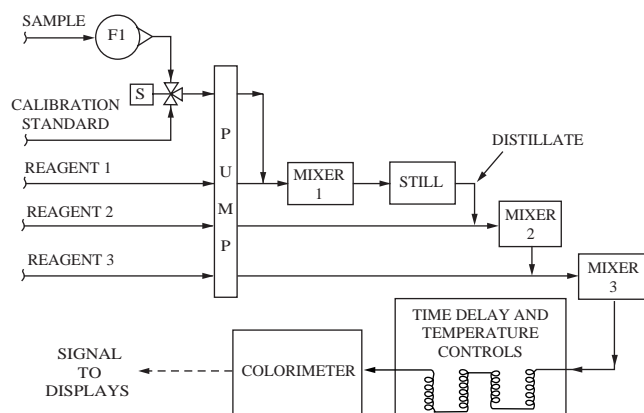 SAMPLE
F1
S
CALIBRATION
STANDARD
REAGENT 1
REAGENT 2
REAGENT 3
P
U
M
P
MIXER
1
STILL
DISTILLATE
MIXER
2
MIXER
3
TIME DELAY AND
TEMPERATURE
CONTROLS
COLORIMETER
SIGNAL
TO
DISPLAYS